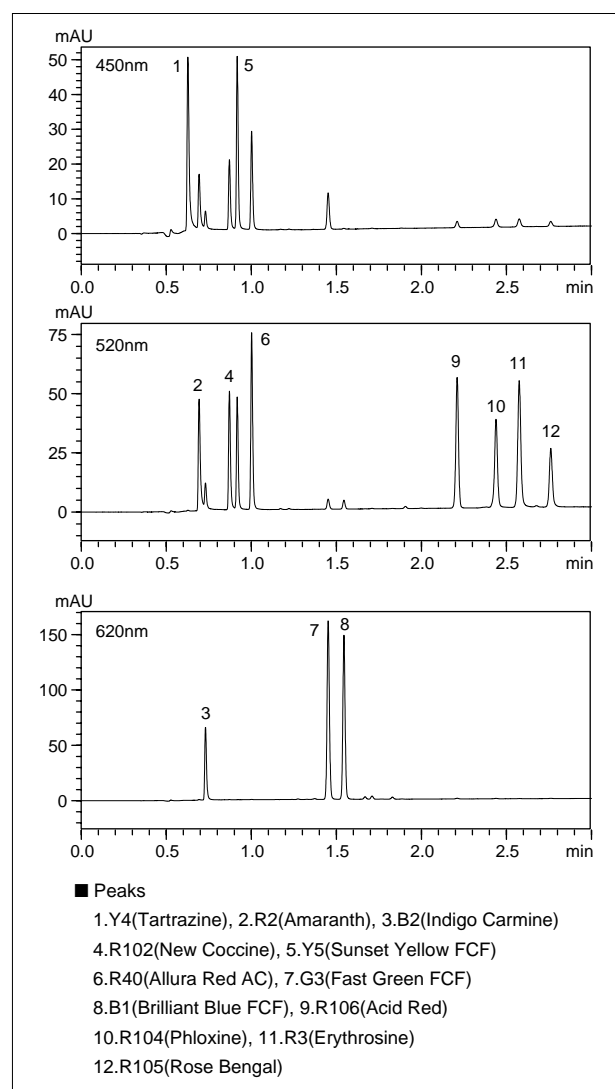 mAU
50
40
30
20
10
0
450nm
1
5
0.0 0.5 1.0 1.5 2.0 2.5 min
mAU
75
50
25
0
520nm
2
4
6
9
10
11
12
0.0 0.5 1.0 1.5 2.0 2.5 min
mAU
150
100
50
0
620nm
3
7
8
0.0 0.5 1.0 1.5 2.0 2.5 min
■ Peaks
1.Y4(Tartrazine), 2.R2(Amaranth), 3.B2(Indigo Carmine)
4.R102(New Coccine), 5.Y5(Sunset Yellow FCF)
6.R40(Allura Red AC), 7.G3(Fast Green FCF)
8.B1(Brilliant Blue FCF), 9.R106(Acid Red)
10.R104(Phloxine), 11.R3(Erythrosine)
12.R105(Rose Bengal)